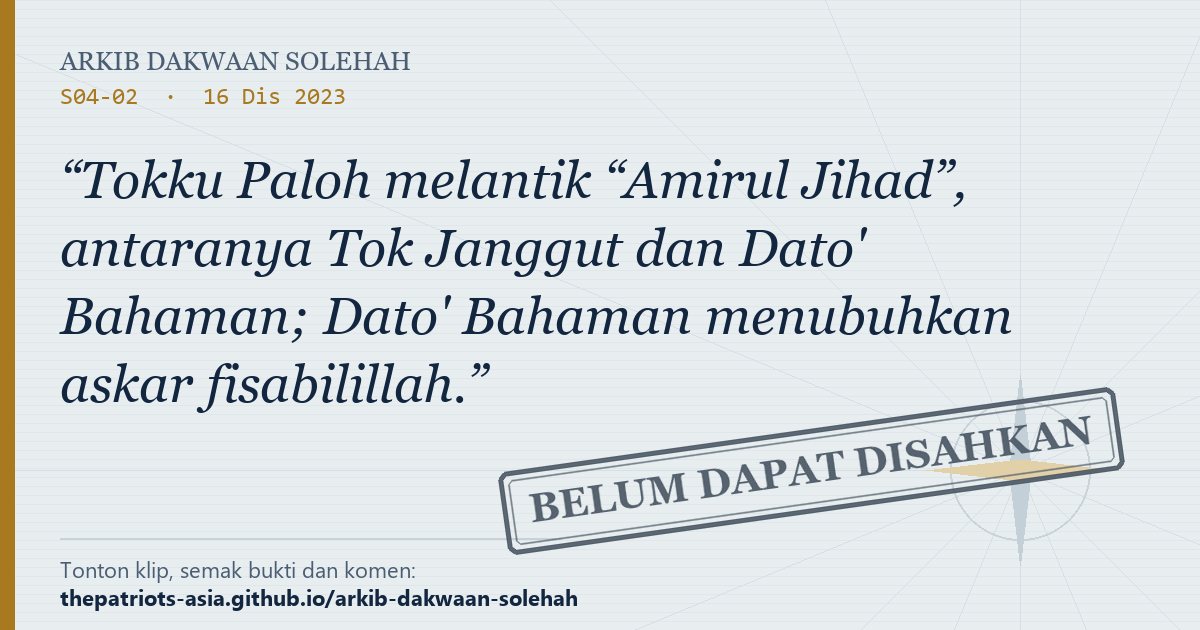 ARKIB DAKWAAN SOLEHAH
S04-02 · 16 Dis 2023
“Tokku Paloh melantik “Amirul Jihad”,
antaranya Tok Janggut dan Dato'
Bahaman; Dato' Bahaman menubuhkan
askar fisabilillah.”
BELUM DAPAT DISAHKAN
Tonton klip, semak bukti dan komen:
thepatriots-asia.github.io/arkib-dakwaan-solehah